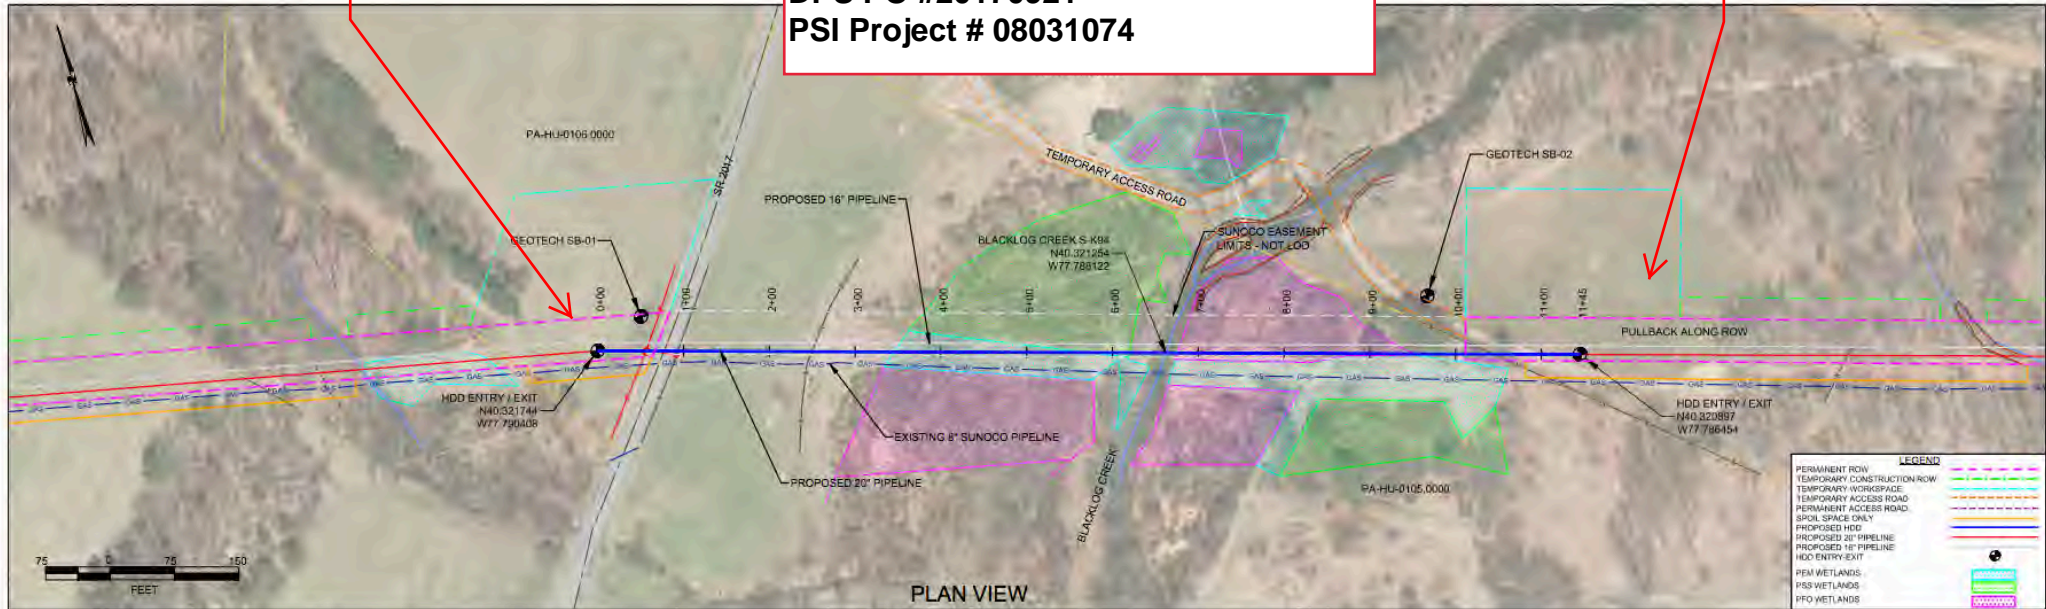 PSI Project # 08031074
PA-HU-0106.0000
SR 2017
TEMPORARY ACCESS ROAD
GEOTECH SB-02
PROPOSED 16" PIPELINE
GEOTECH SB-01
BLACKLOG CREEK S-K94
N40.321254
W77.788122
SUNOCO EASEMENT
LIMITS - NOT LOD
0+00
1+00
2+00
3+00
4+00
5+00
6+00
7+00
8+00
9+00
10+00
11+00
11+45
PULLBACK ALONG ROW
GAS
HDD ENTRY / EXIT
N40.321744
W77.790408
HDD ENTRY / EXIT
N40.320897
W77.786454
EXISTING 8" SUNOCO PIPELINE
PROPOSED 20" PIPELINE
BLACKLOG CREEK
PA-HU-0105.0000
75 0 75 150
FEET
PLAN VIEW
LEGEND
PERMANENT ROW
TEMPORARY CONSTRUCTION ROW
TEMPORARY WORKSPACE
TEMPORARY ACCESS ROAD
PERMANENT ACCESS ROAD
SPOIL SPACE ONLY
PROPOSED HDD
PROPOSED 20" PIPELINE
PROPOSED 16" PIPELINE
HDD ENTRY-EXIT
PEM WETLANDS
PSS WETLANDS
PFO WETLANDS